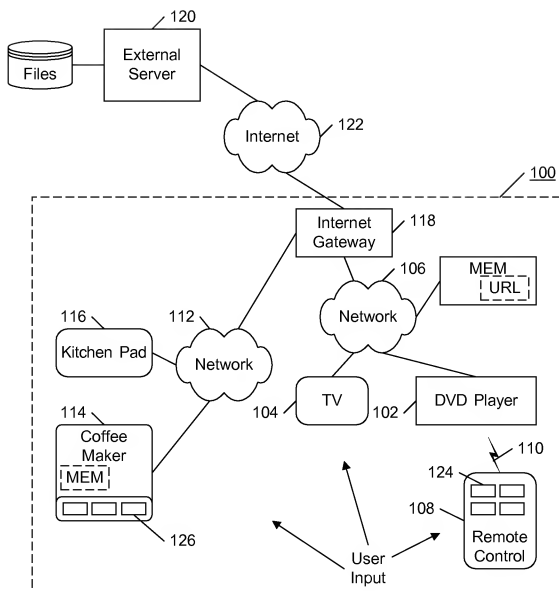 120
External
Server
Files
Internet
122
100
Internet
Gateway
118
106
MEM
URL
Network
116
112
Kitchen Pad
Network
114
104
TV
102
DVD Player
Coffee
Maker
MEM
110
124
108
126
Remote
Control
User
Input